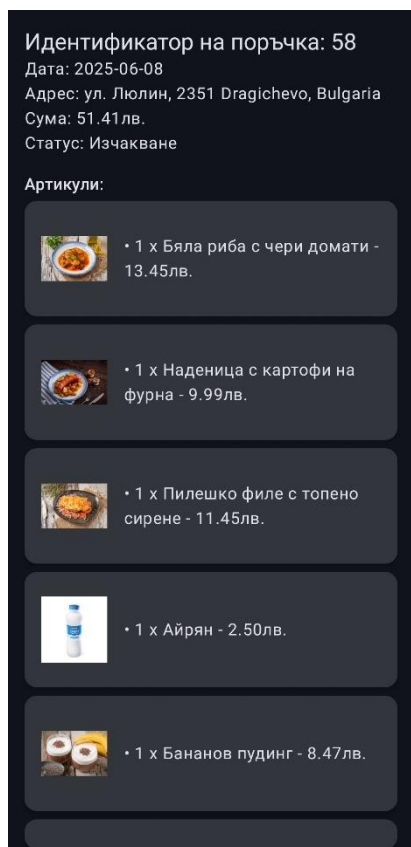 Идентификатор на поръчка: 58
Дата: 2025-06-08
Адрес: ул. Люлин, 2351 Dragichevo, Bulgaria
Сума: 51.41лв.
Статус: Изчакване
Артикули:
• 1 x Бяла риба с чери домати -
13.45лв.
• 1 x Наденица с картофи на
фурна - 9.99лв.
• 1 x Пилешко филе с топено
сирене - 11.45лв.
• 1 x Айрян - 2.50лв.
• 1 x Бананов пудинг - 8.47лв.